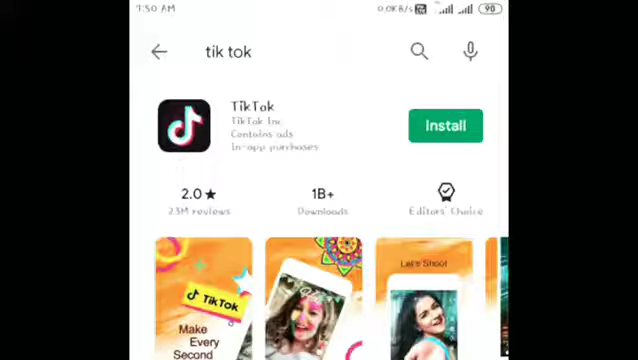 7:50 AM
0.0KB/s
90
tik tok
TikTok
TikTok Inc.
Contains ads
In-app purchases
Install
2.0★
1B+
23M reviews
Downloads
Editors' Choice
TikTok
Make
Every
Second
Let's Shoot